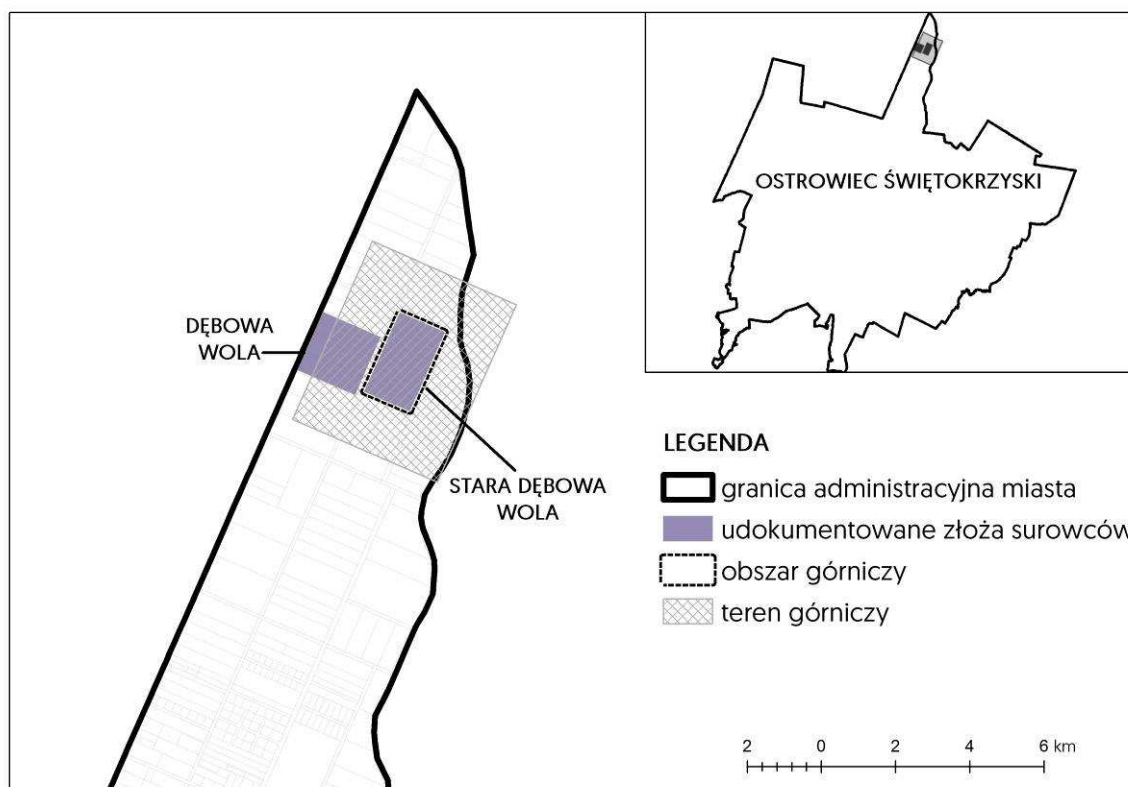 OSTROWIEC ŚWIĘTOKRZYSKI
DĘBOWA
WOLA
STARA DĘBOWA
WOLA
LEGENDA
granica administracyjna miasta
udokumentowane złoża surowców
obszar górniczy
teren górniczy
2 0 2 4 6 km